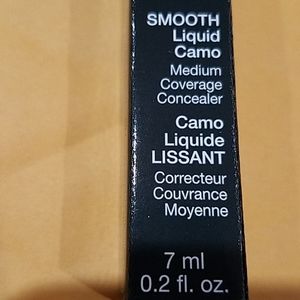 SMOOTH
Liquid
Camo
Medium
Coverage
Concealer
Camo
Liquide
LISSANT
Correcteur
Couvrance
Moyenne
7 ml
0.2 fl. oz.